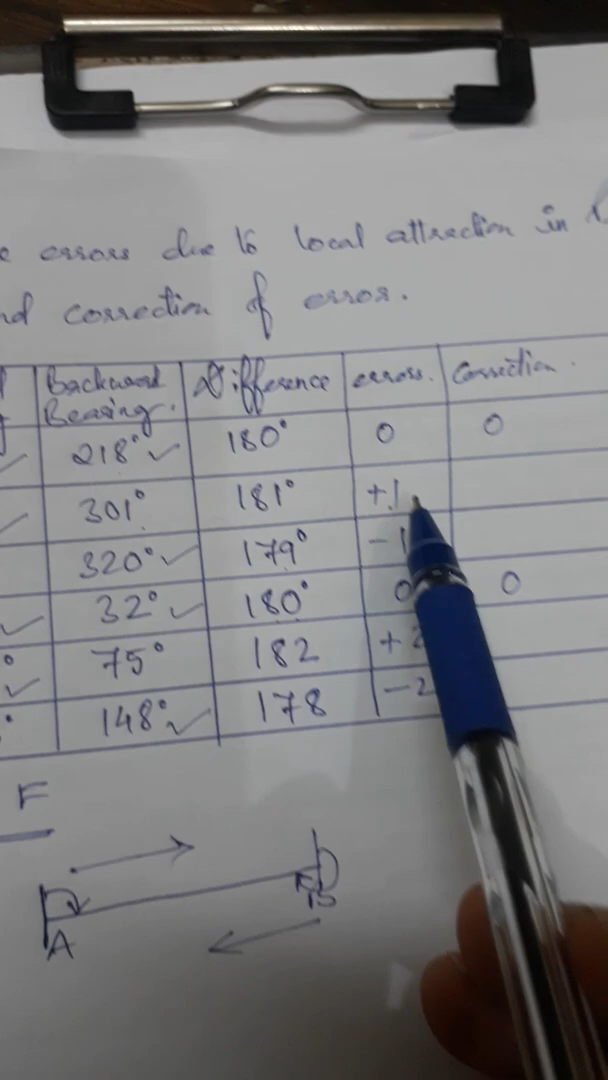 errors due to local attraction in
correction of error.
Backward Bearing. Difference errors. Correction.
218° 180° 0 0
301° 181° +1
320° 179° -1
32° 180° 0 0
75° 182 +2
148° 178 -2
F
A B